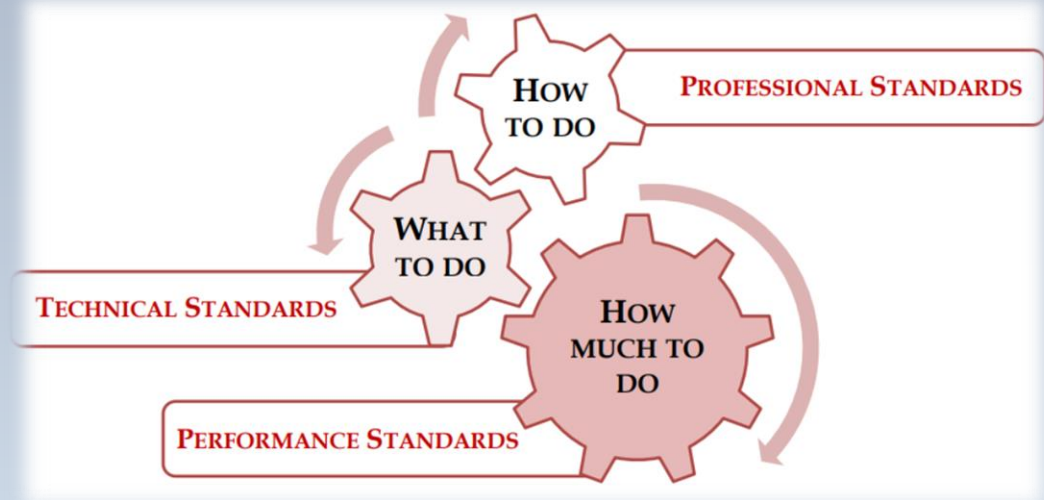 How
to do
Professional Standards
What
to do
Technical Standards
How
much to
do
Performance Standards